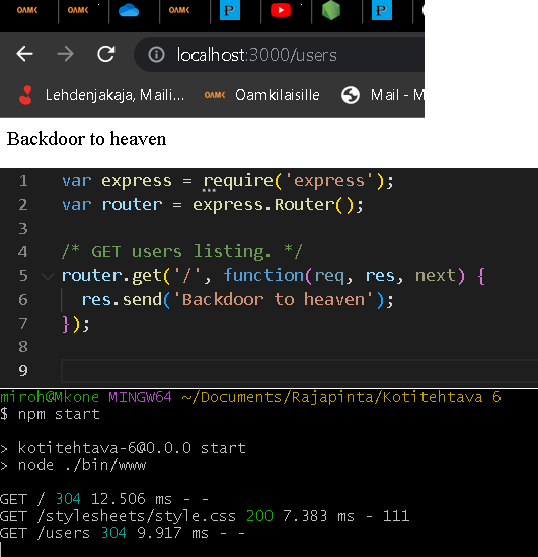 OAMK OAMK OAMK P P
localhost:3000/users
Lehdenjakaja, Maili... OAMK Oamkilaisille Mail - M
Backdoor to heaven
1 var express = require('express');
2 var router = express.Router();
3
4 /* GET users listing. */
5 router.get('/', function(req, res, next) {
6 res.send('Backdoor to heaven');
7 });
8
9
miroh@Mkone MINGW64 ~/Documents/Rajapinta/Kotitehtava 6
$ npm start
> kotitehtava-6@0.0.0 start
> node ./bin/www
GET / 304 12.506 ms - -
GET /stylesheets/style.css 200 7.383 ms - 111
GET /users 304 9.917 ms - -